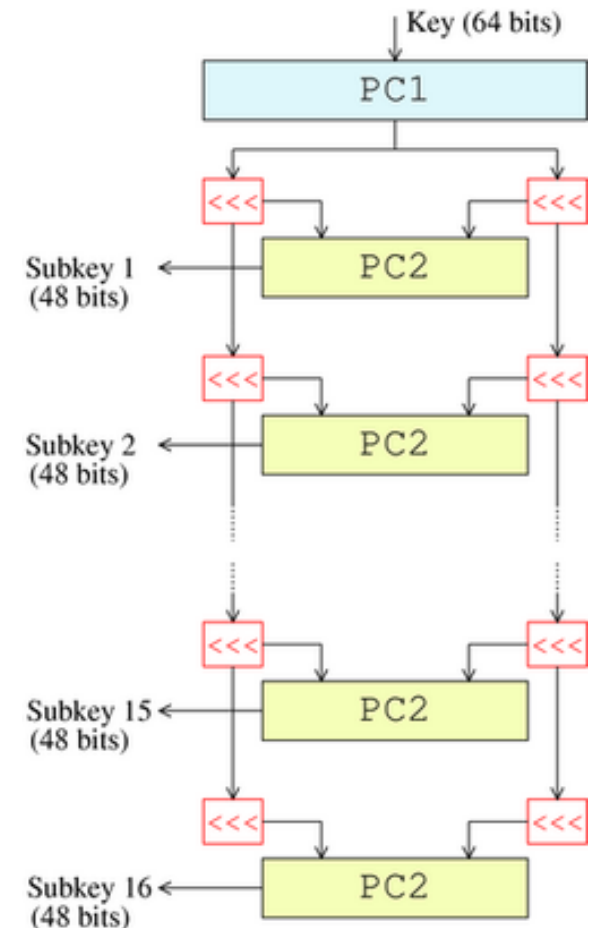 Key (64 bits)
PC1
<<< <<<
PC2
Subkey 1
(48 bits)
<<< <<<
PC2
Subkey 2
(48 bits)
<<< <<<
PC2
Subkey 15
(48 bits)
<<< <<<
PC2
Subkey 16
(48 bits)